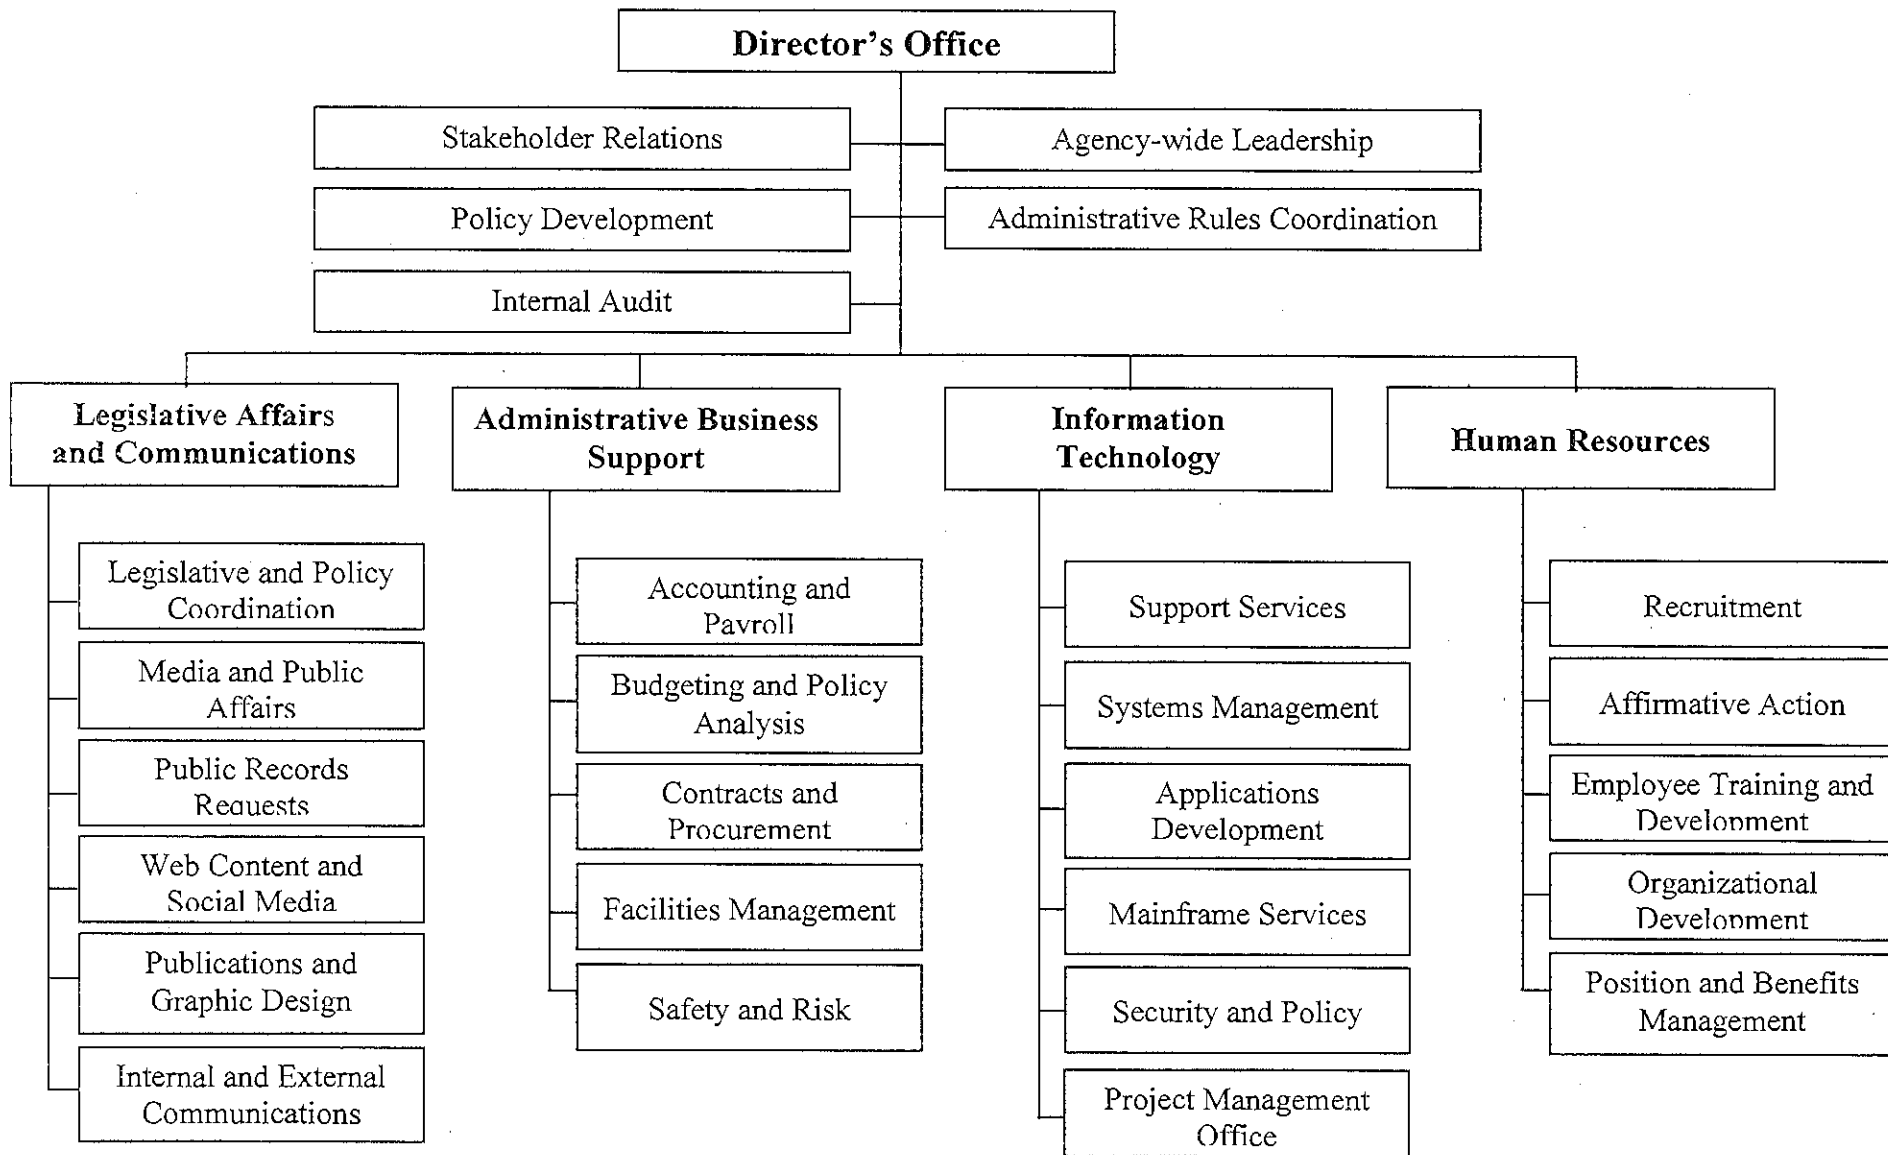 Director's Office
Stakeholder Relations
Agency-wide Leadership
Policy Development
Administrative Rules Coordination
Internal Audit
Legislative Affairs
and Communications
Administrative Business
Support
Information
Technology
Human Resources
Legislative and Policy
Coordination
Media and Public
Affairs
Public Records
Requests
Web Content and
Social Media
Publications and
Graphic Design
Internal and External
Communications
Accounting and
Payroll
Budgeting and Policy
Analysis
Contracts and
Procurement
Facilities Management
Safety and Risk
Support Services
Systems Management
Applications
Development
Mainframe Services
Security and Policy
Project Management
Office
Recruitment
Affirmative Action
Employee Training and
Development
Organizational
Development
Position and Benefits
Management